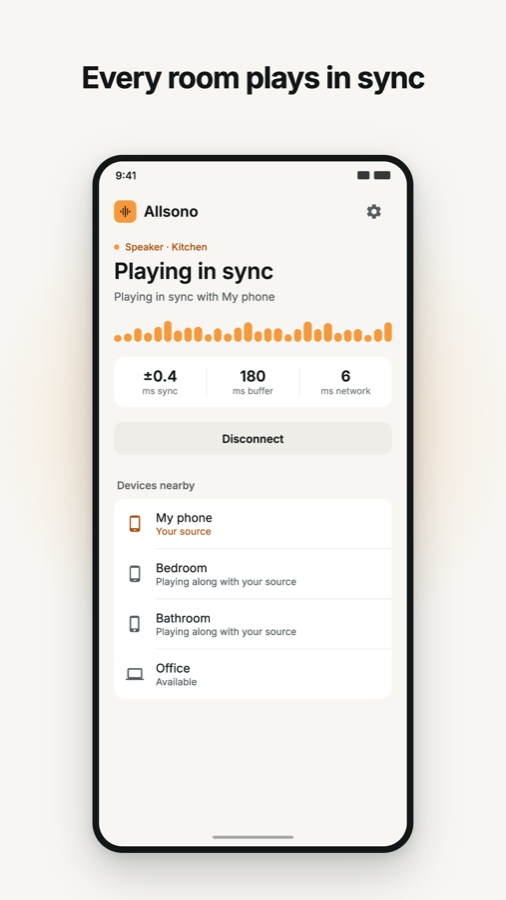 Every room plays in sync
9:41
Allsono
Speaker · Kitchen
Playing in sync
Playing in sync with My phone
±0.4 180 6
ms sync ms buffer ms network
Disconnect
Devices nearby
My phone
Your source
Bedroom
Playing along with your source
Bathroom
Playing along with your source
Office
Available